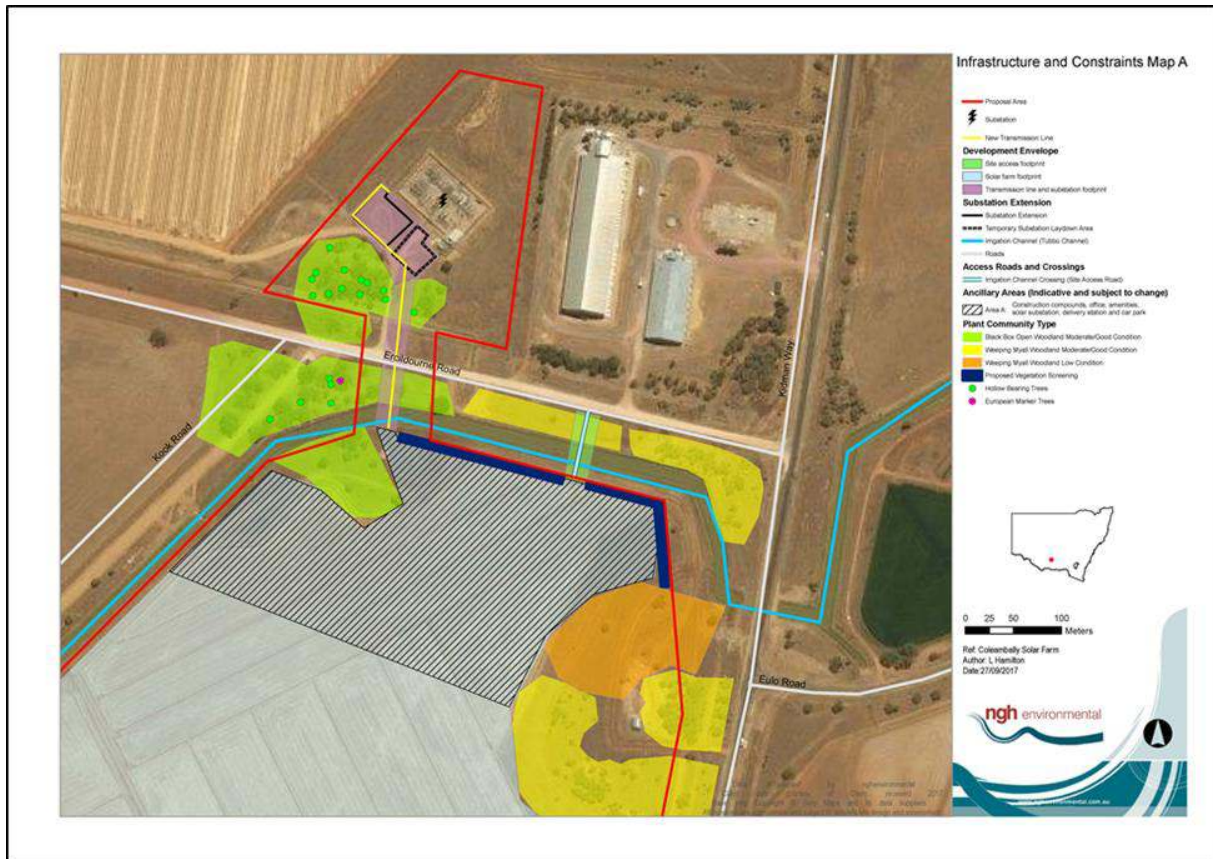 Infrastructure and Constraints Map A
Proposal Area
Substation
New Transmission Line
Development Envelope
Site access footprint
Solar farm footprint
Transmission line and substation footprint
Substation Extension
Substation Extension
Temporary Substation Laydown Area
Irrigation Channel (Tubbo Channel)
Roads
Access Roads and Crossings
Irrigation Channel Crossing (Site Access Road)
Ancillary Areas (Indicative and subject to change)
Area A: Construction compounds, office, amenities,
solar substation, delivery station and car park
Plant Community Type
Black Box Open Woodland Moderate/Good Condition
Weeping Myall Woodland Moderate/Good Condition
Weeping Myall Woodland Low Condition
Proposed Vegetation Screening
Hollow Bearing Trees
European Marker Trees
Ercildourne Road
Kook Road
Kidman Way
Eulo Road
0 25 50 100
Meters
Ref: Coleambally Solar Farm
Author: L Hamilton
Date:27/09/2017
ngh environmental
www.nghenvironmental.com.au